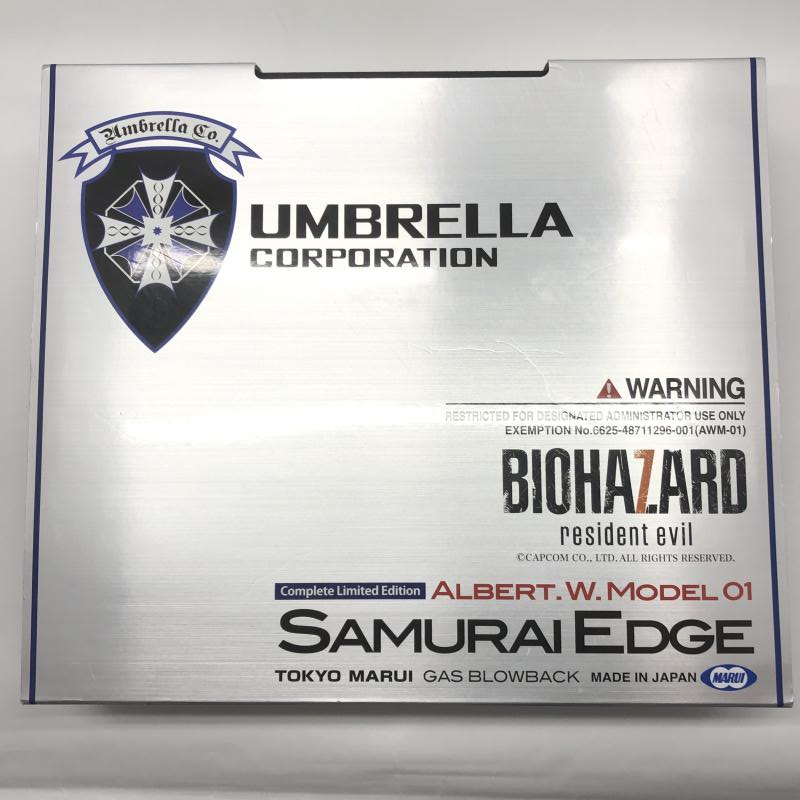 Umbrella Co.
UMBRELLA
CORPORATION
WARNING
RESTRICTED FOR DESIGNATED ADMINISTRATOR USE ONLY
EXEMPTION No.6625-48711296-001(AWM-01)
BIOHAZARD
resident evil
©CAPCOM CO., LTD. ALL RIGHTS RESERVED.
Complete Limited Edition ALBERT.W.MODEL 01
SAMURAI EDGE
TOKYO MARUI GAS BLOWBACK MADE IN JAPAN MARUI